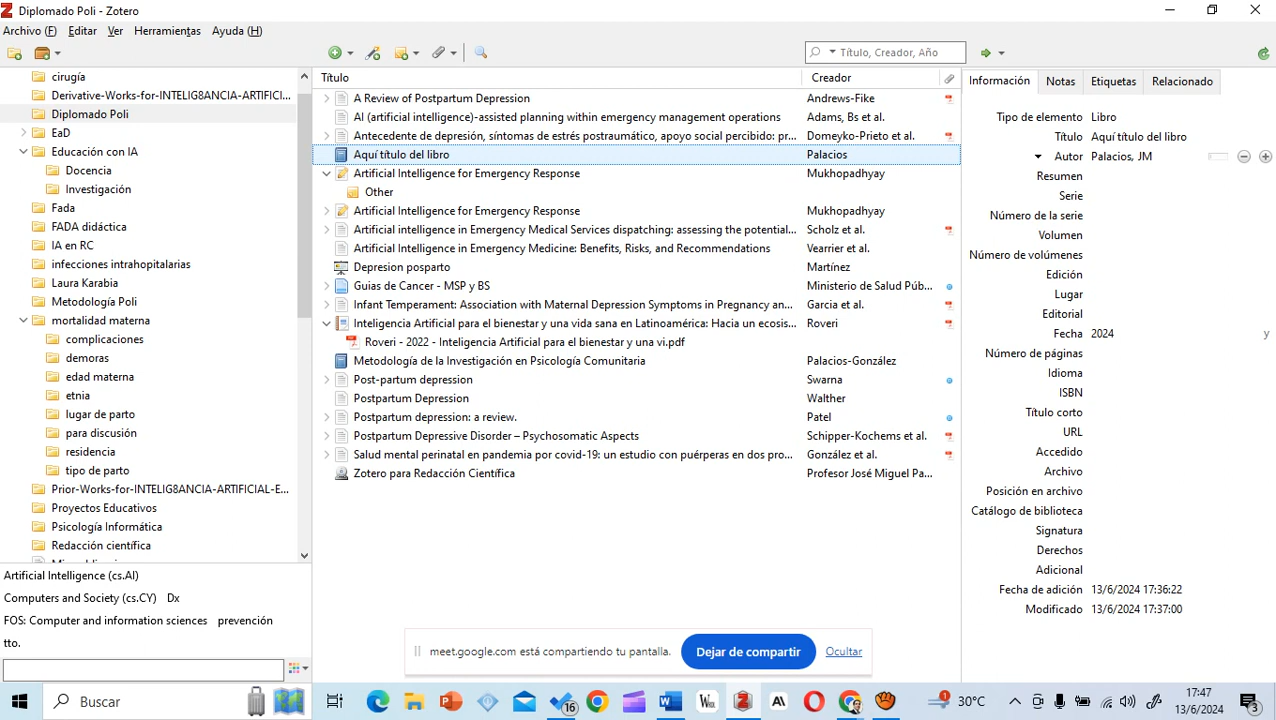 Diplomado Poli - Zotero
Archivo (F) Editar Ver Herramientas Ayuda (H)
Título, Creador, Año
cirugía
Derivative-Works-for-INTELIG8ANCIA-ARTIFICI...
Diplomado Poli
EaD
Educación con IA
Docencia
Investigación
Fada
FADA didáctica
IA en RC
infecciones intrahopitalarias
Laura Karabia
Metodología Poli
mortalidad materna
complicaciones
demoras
edad materna
etnia
lugar de parto
para discusión
residencia
tipo de parto
Prior-Works-for-INTELIG8ANCIA-ARTIFICIAL-E...
Proyectos Educativos
Psicología Informática
Redacción científica
Artificial Intelligence (cs.AI)
Computers and Society (cs.CY) Dx
FOS: Computer and information sciences prevención
tto.
Título Creador
A Review of Postpartum Depression Andrews-Fike
AI (artificial intelligence)-assisted planning within emergency management operations Adams, Bs et al.
Antecedente de depresión, síntomas de estrés postraumático, apoyo social percibido: pr... Domeyko-Prieto et al.
Aquí título del libro Palacios
Artificial Intelligence for Emergency Response Mukhopadhyay
Other
Artificial Intelligence for Emergency Response Mukhopadhyay
Artificial intelligence in Emergency Medical Services dispatching: assessing the potential... Scholz et al.
Artificial Intelligence in Emergency Medicine: Benefits, Risks, and Recommendations Vearrier et al.
Depresion posparto Martínez
Guias de Cancer - MSP y BS Ministerio de Salud Púb...
Infant Temperament: Association with Maternal Depression Symptoms in Pregnancy an... Garcia et al.
Inteligencia Artificial para el bienestar y una vida sana en Latinoamérica: Hacia un ecosis... Roveri
Roveri - 2022 - Inteligencia Artificial para el bienestar y una vi.pdf
Metodología de la Investigación en Psicología Comunitaria Palacios-González
Post-partum depression Swarna
Postpartum Depression Walther
Postpartum depression: a review. Patel
Postpartum Depressive Disorder – Psychosomatic Aspects Schipper-Kochems et al.
Salud mental perinatal en pandemia por covid-19: un estudio con puérperas en dos pro... González et al.
Zotero para Redacción Científica Profesor José Miguel Pa...
Información Notas Etiquetas Relacionado
Tipo de elemento Libro
Título Aquí título del libro
Autor Palacios, JM
Resumen
Serie
Número de la serie
Volumen
Número de volúmenes
Edición
Lugar
Editorial
Fecha 2024 y
Número de páginas
Idioma
ISBN
Título corto
URL
Accedido
Archivo
Posición en archivo
Catálogo de biblioteca
Signatura
Derechos
Adicional
Fecha de adición 13/6/2024 17:36:22
Modificado 13/6/2024 17:37:00
meet.google.com está compartiendo tu pantalla. Dejar de compartir Ocultar
Buscar 16 1 30°C 17:47
13/6/2024 3